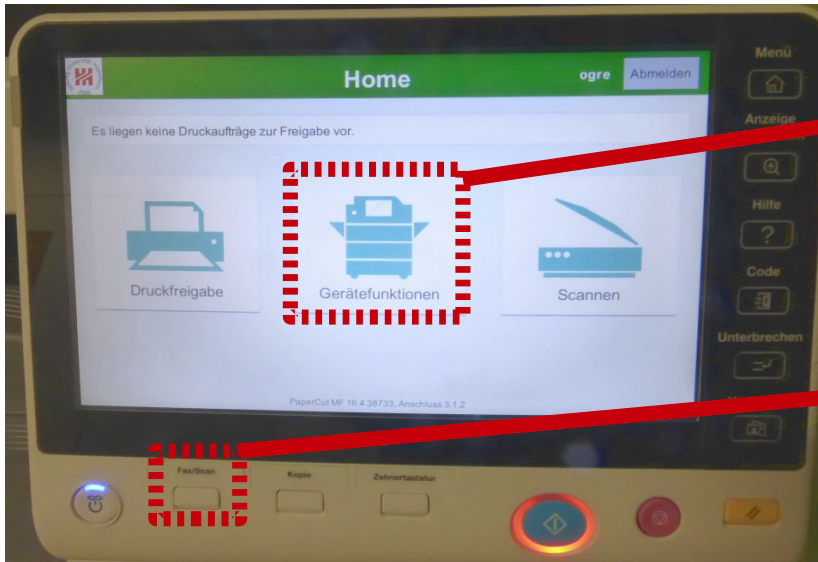 Home
ogre
Abmelden
Es liegen keine Druckaufträge zur Freigabe vor.
Druckfreigabe
Gerätefunktionen
Scannen
PaperCut MF 16.4.38733, Anschluss 3.1.2
Menü
Anzeige
Hilfe
Code
Unterbrechen
Fax/Scan
Kopie
Zehnertastatur